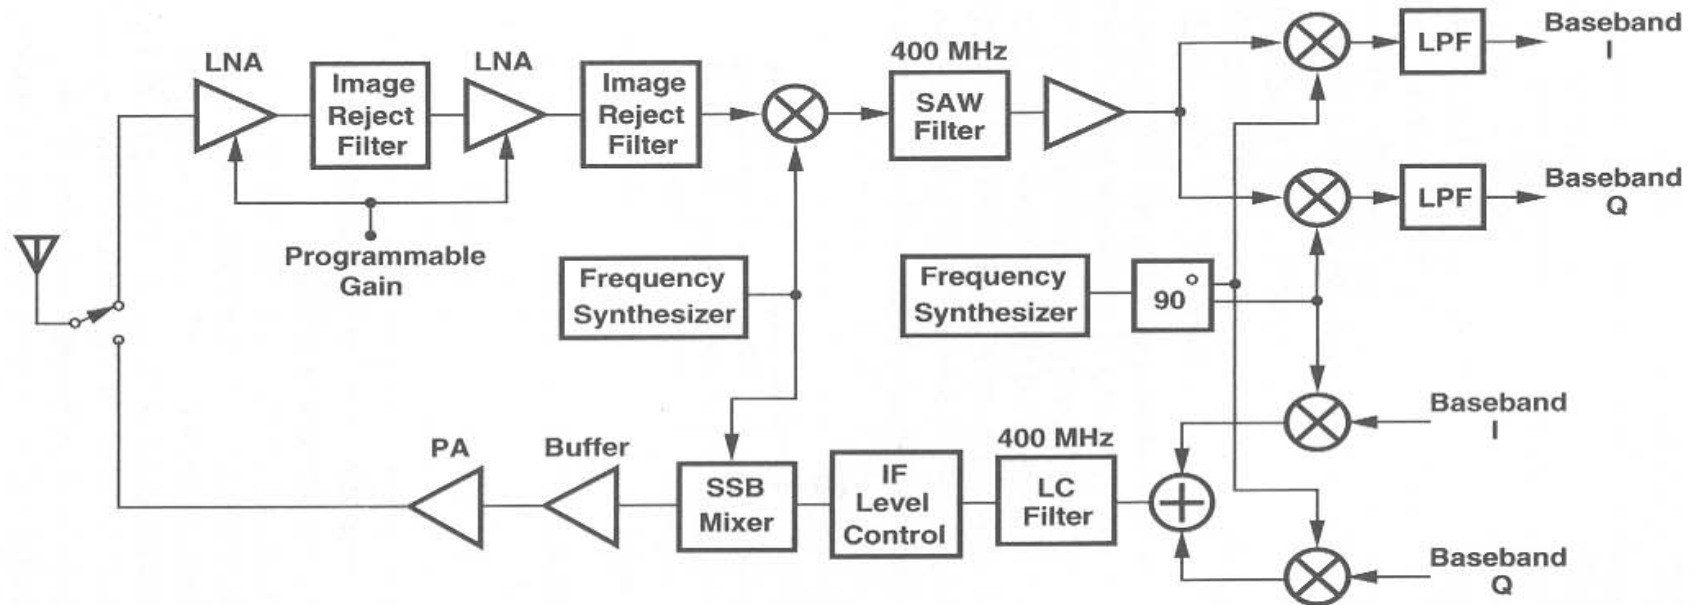 LNA
Image
Reject
Filter
LNA
Image
Reject
Filter
400 MHz
SAW
Filter
LPF
Baseband
I
LPF
Baseband
Q
Programmable
Gain
Frequency
Synthesizer
Frequency
Synthesizer
90°
PA
Buffer
SSB
Mixer
IF
Level
Control
400 MHz
LC
Filter
Baseband
I
Baseband
Q